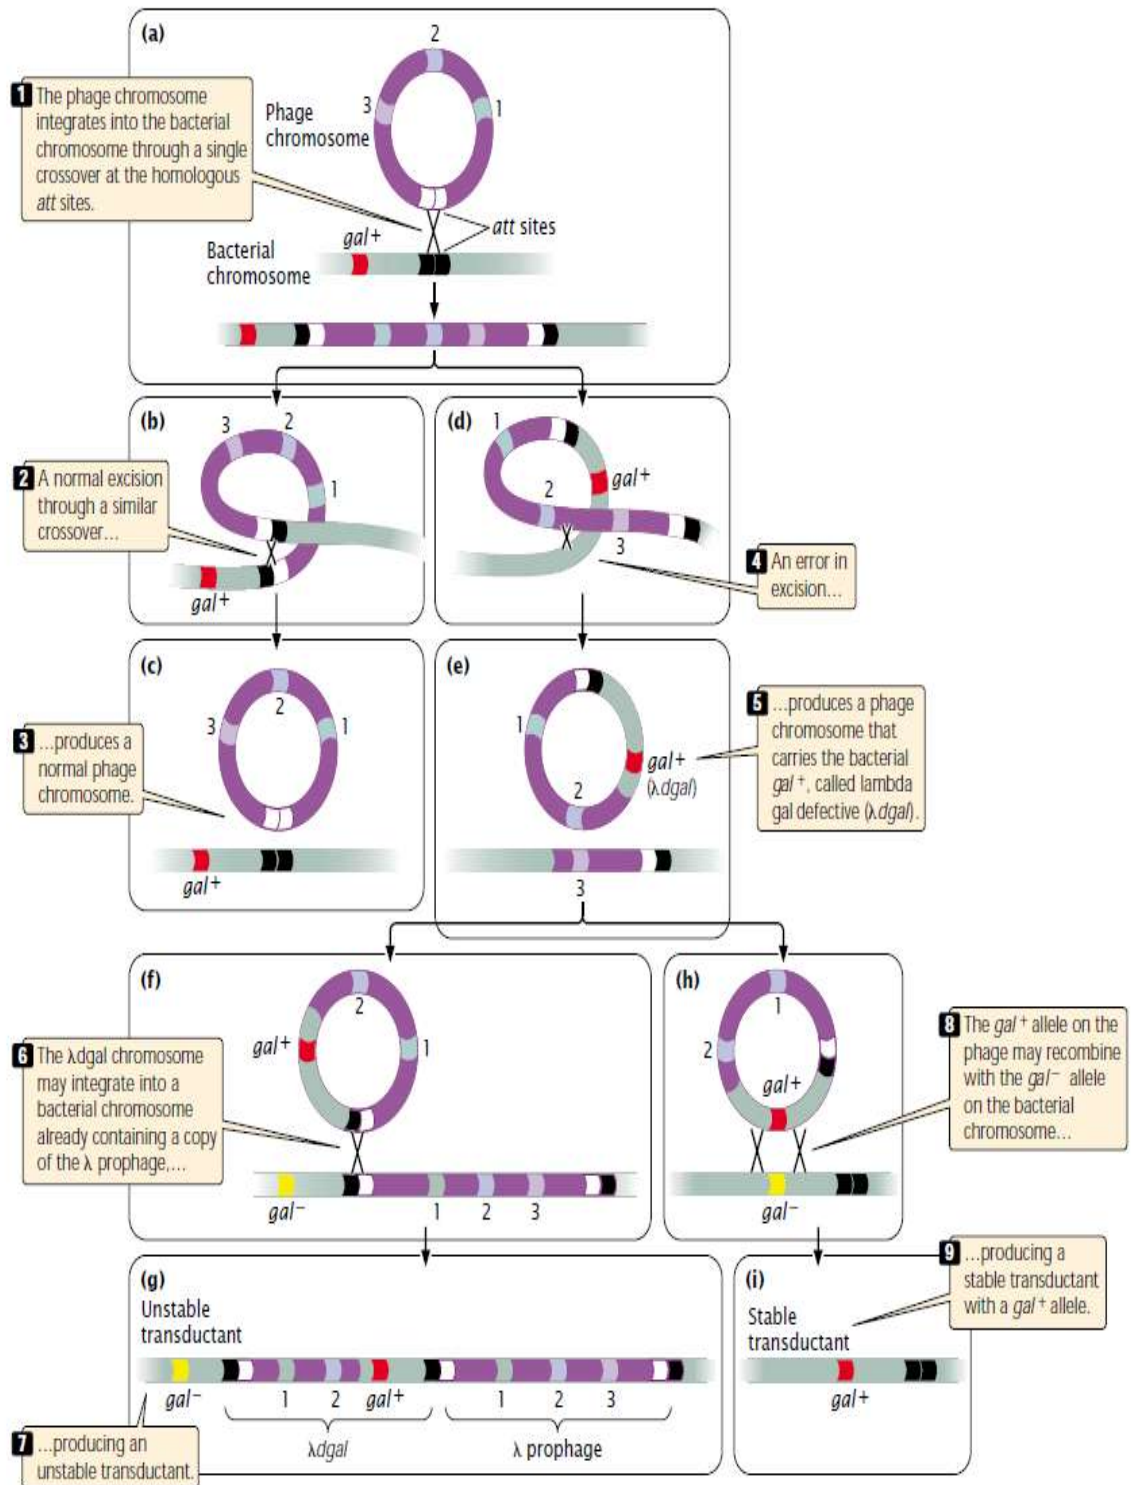 (a)
2
3
1
Phage
chromosome
1 The phage chromosome
integrates into the bacterial
chromosome through a single
crossover at the homologous
att sites.
att sites
gal+
Bacterial
chromosome
(b)
3
2
1
2 A normal excision
through a similar
crossover…
gal+
(d)
1
gal+
2
3
4 An error in
excision…
(c)
2
3
1
3 …produces a
normal phage
chromosome.
gal+
(e)
1
gal+
(λdgal)
2
3
5 …produces a phage
chromosome that
carries the bacterial
gal+, called lambda
gal defective (λdgal).
(f)
2
gal+
1
6 The λdgal chromosome
may integrate into a
bacterial chromosome
already containing a copy
of the λ prophage,…
gal–
1 2 3
(h)
1
2
gal+
gal–
8 The gal+ allele on the
phage may recombine
with the gal– allele
on the bacterial
chromosome…
(g)
Unstable
transductant
gal– 1 2 gal+ 1 2 3
λdgal
λ prophage
7 …producing an
unstable transductant.
(i)
Stable
transductant
gal+
9 …producing a
stable transductant
with a gal+ allele.